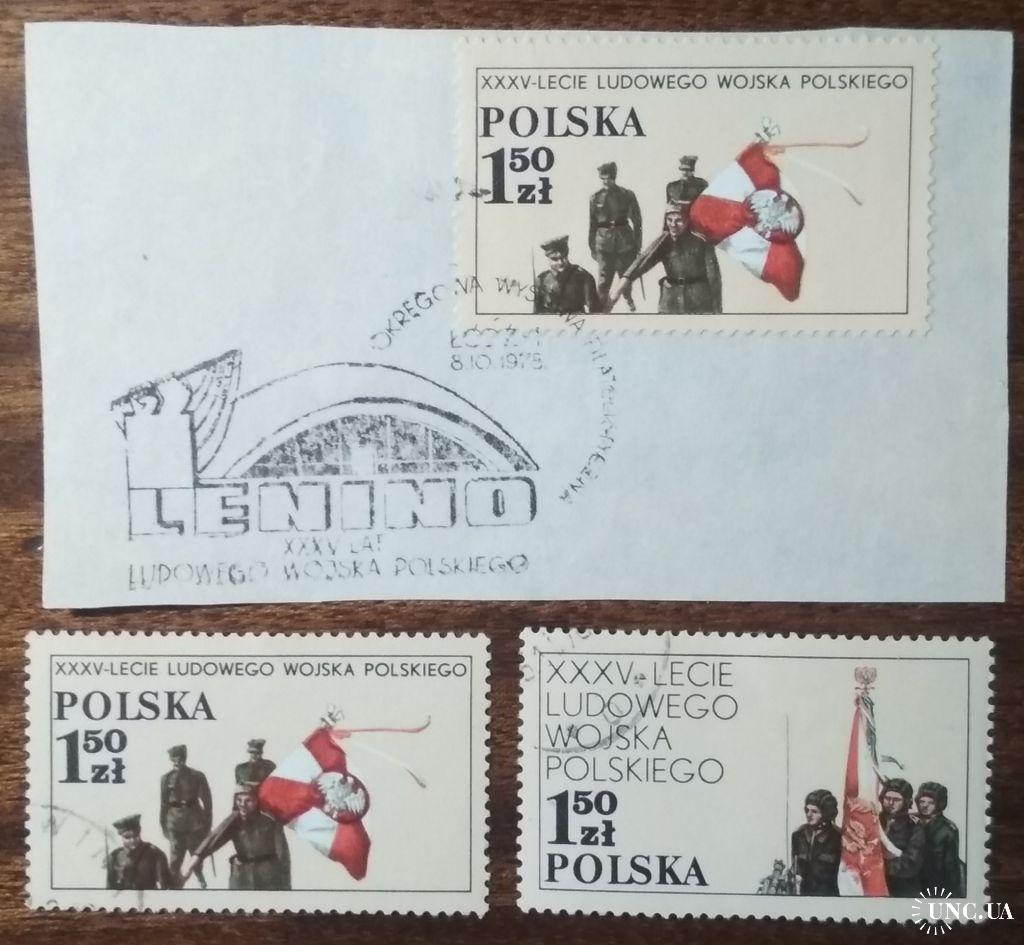 XXXV-LECIE LUDOWEGO WOJSKA POLSKIEGO
POLSKA
1 50 zł
OKRĘGOWA WYSTAWA FILATELISTYCZNA
8.10.1978
LENINO
XXXV LAT
LUDOWEGO WOJSKA POLSKIEGO
XXXV-LECIE LUDOWEGO WOJSKA POLSKIEGO
POLSKA
1 50 zł
XXXV-LECIE
LUDOWEGO
WOJSKA
POLSKIEGO
1 50 zł
POLSKA
UNC.UA